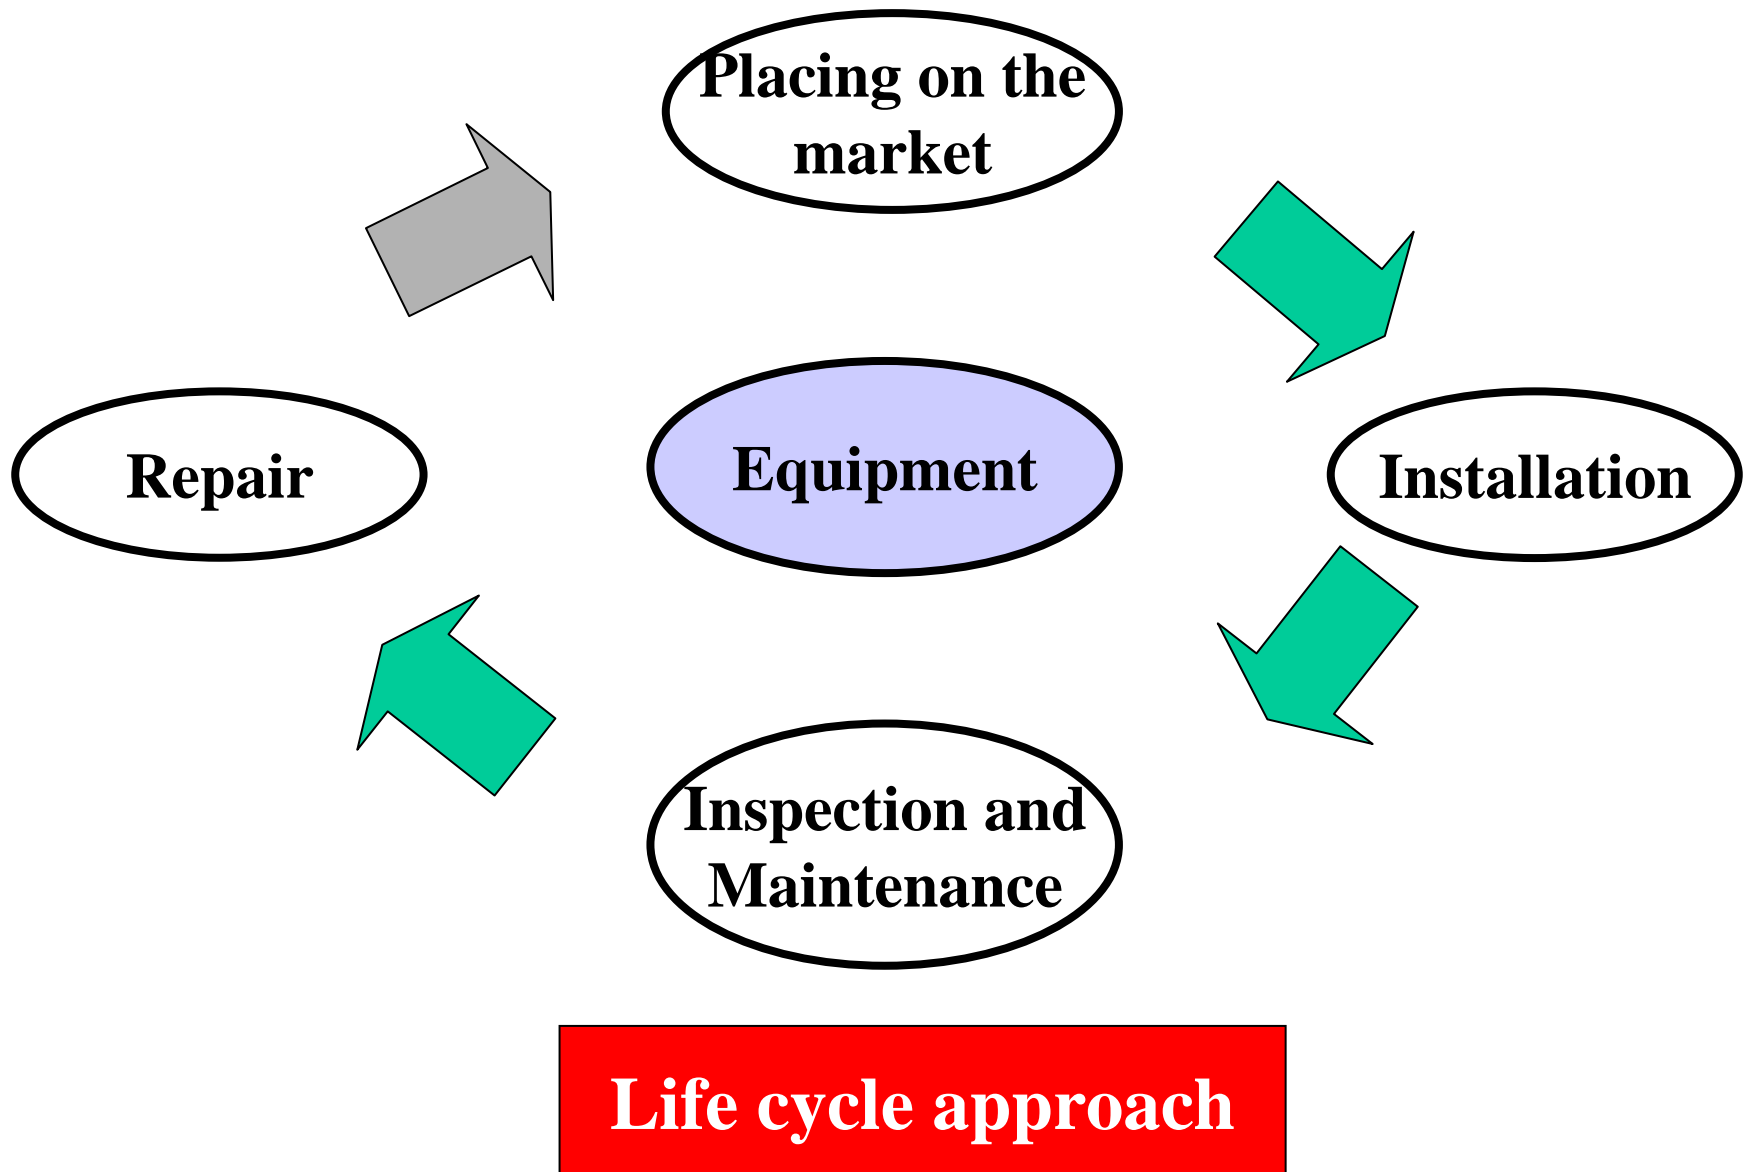 Placing on the
market
Repair
Equipment
Installation
Inspection and
Maintenance
Life cycle approach